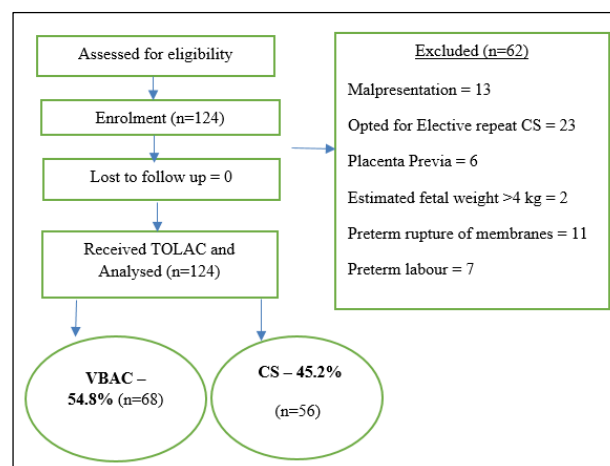 Assessed for eligibility
Enrolment (n=124)
Lost to follow up = 0
Received TOLAC and
Analysed (n=124)
VBAC –
54.8% (n=68)
CS – 45.2%
(n=56)
Excluded (n=62)
Malpresentation = 13
Opted for Elective repeat CS = 23
Placenta Previa = 6
Estimated fetal weight >4 kg = 2
Preterm rupture of membranes = 11
Preterm labour = 7